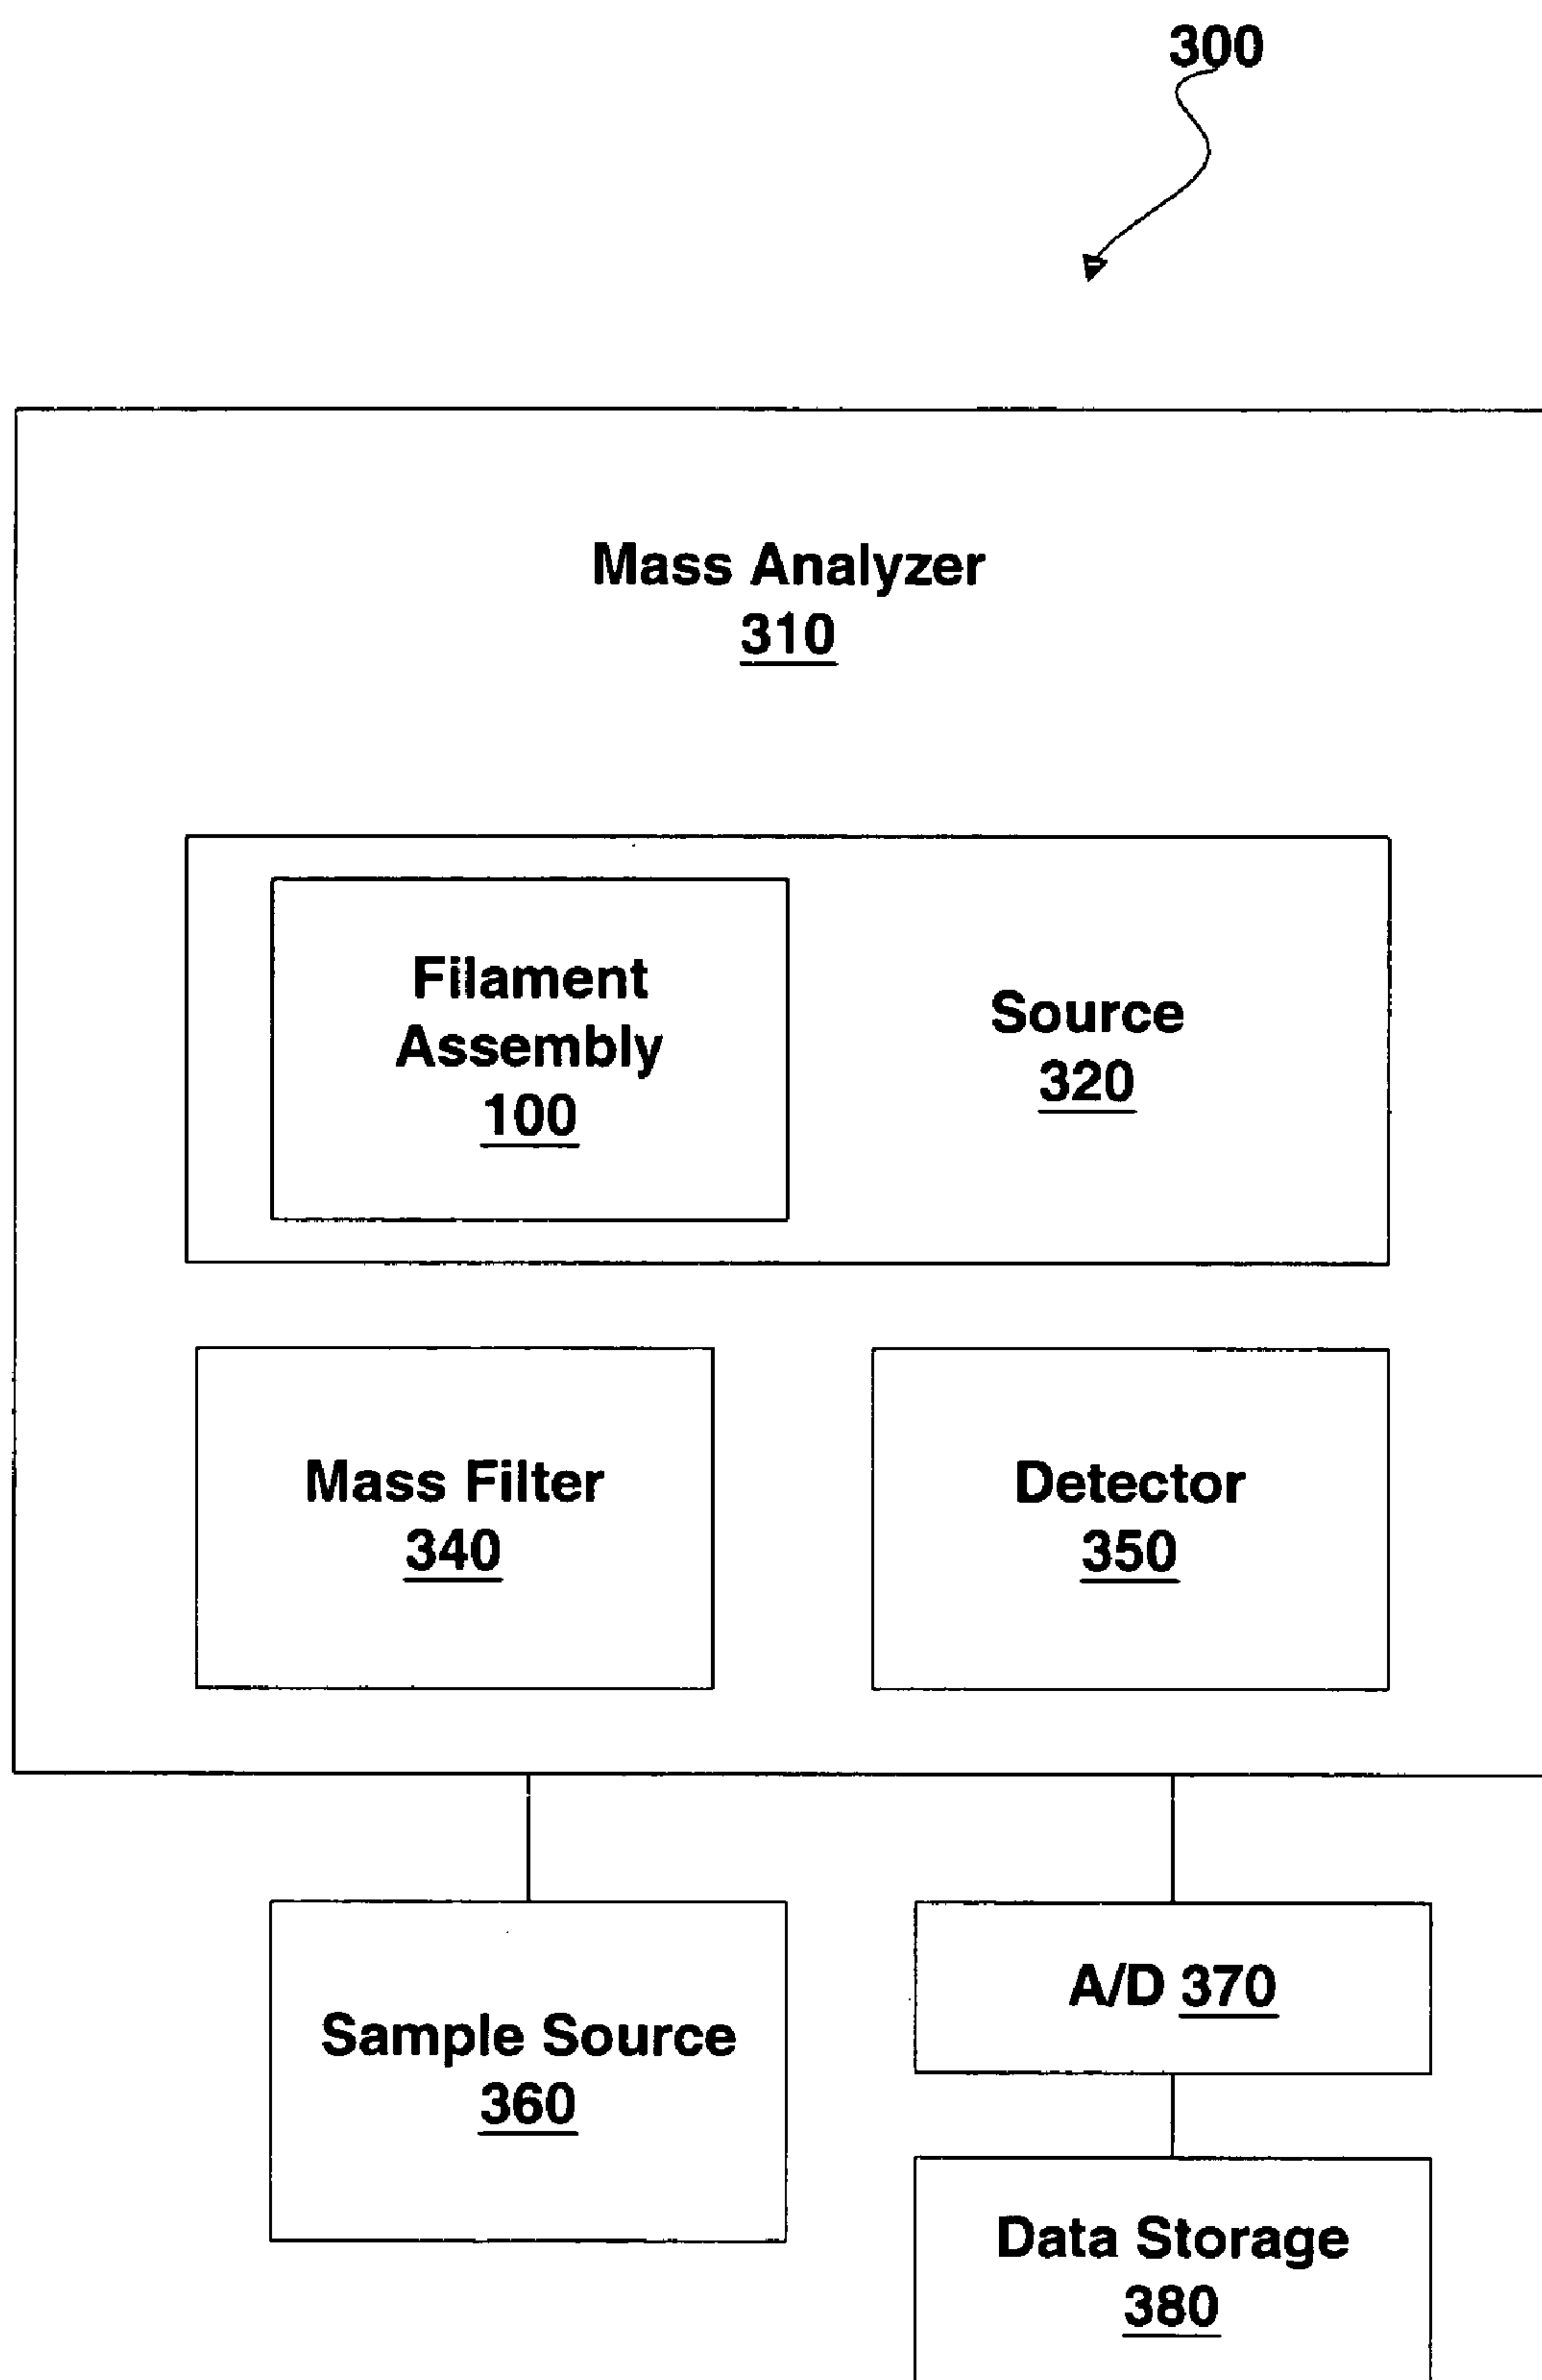 300
Mass Analyzer
310
Filament
Assembly
100
Source
320
Mass Filter
340
Detector
350
Sample Source
360
A/D 370
Data Storage
380